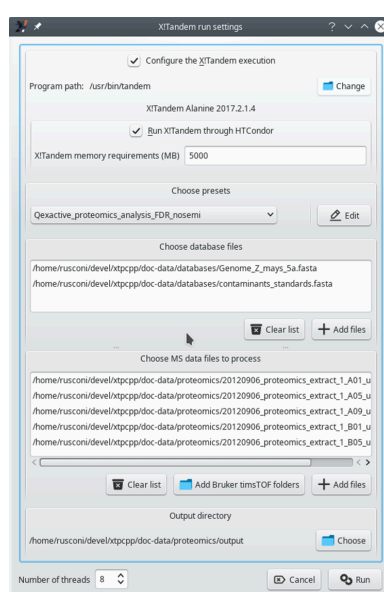 X!Tandem run settings
Configure the X!Tandem execution
Program path: /usr/bin/tandem Change
X!Tandem Alanine 2017.2.1.4
Run X!Tandem through HTCondor
X!Tandem memory requirements (MB) 5000
Choose presets
Qexactive_proteomics_analysis_FDR_nosemi Edit
Choose database files
/home/rusconi/devel/xtpcpp/doc-data/databases/Genome_Z_mays_5a.fasta
/home/rusconi/devel/xtpcpp/doc-data/databases/contaminants_standards.fasta
Clear list Add files
Choose MS data files to process
/home/rusconi/devel/xtpcpp/doc-data/proteomics/20120906_proteomics_extract_1_A01_u
/home/rusconi/devel/xtpcpp/doc-data/proteomics/20120906_proteomics_extract_1_A05_u
/home/rusconi/devel/xtpcpp/doc-data/proteomics/20120906_proteomics_extract_1_A09_u
/home/rusconi/devel/xtpcpp/doc-data/proteomics/20120906_proteomics_extract_1_B01_u
/home/rusconi/devel/xtpcpp/doc-data/proteomics/20120906_proteomics_extract_1_B05_u
Clear list Add Bruker timsTOF folders Add files
Output directory
/home/rusconi/devel/xtpcpp/doc-data/proteomics/output Choose
Number of threads 8 Cancel Run